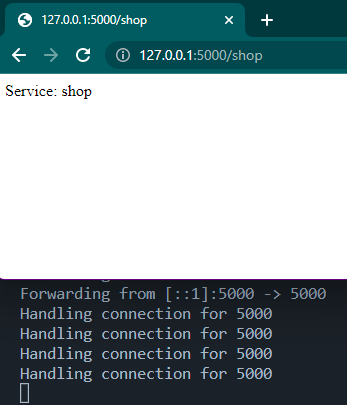 127.0.0.1:5000/shop
127.0.0.1:5000/shop
Service: shop
Forwarding from [::1]:5000 -> 5000
Handling connection for 5000
Handling connection for 5000
Handling connection for 5000
Handling connection for 5000